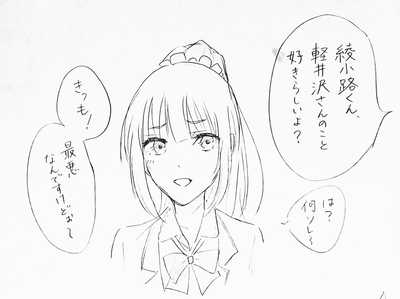 綾小路くん、
軽井沢さんのこと
好きらしいよ？
は？
何ソレ〜
きっも！
最悪
なんですけどぉ〜